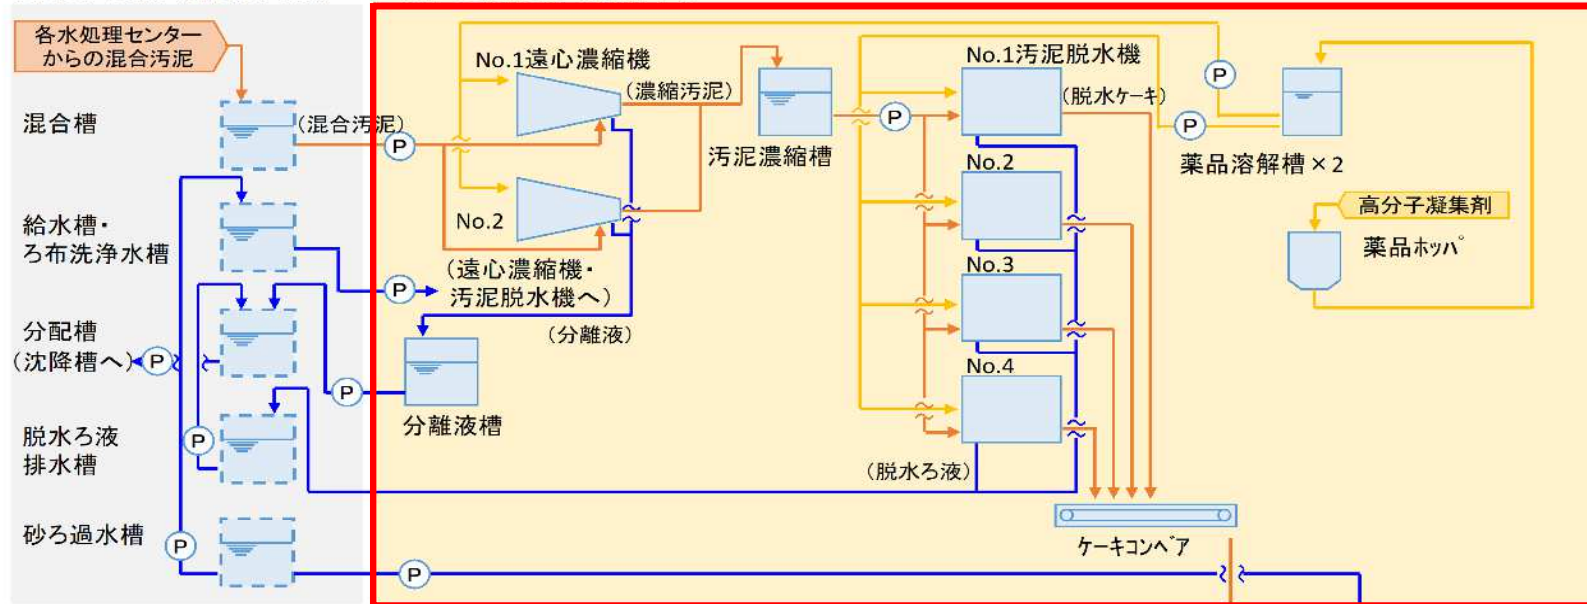 各水処理センター
からの混合汚泥
混合槽
(混合汚泥)
P
給水槽・
ろ布洗浄水槽
P
(遠心濃縮機・
汚泥脱水機へ)
分配槽
(沈降槽へ)
P
P
脱水ろ液
排水槽
P
砂ろ過水槽
P
P
No.1遠心濃縮機
(濃縮汚泥)
No.2
(分離液)
分離液槽
汚泥濃縮槽
P
No.1汚泥脱水機
(脱水ケーキ)
No.2
No.3
No.4
(脱水ろ液)
ケーキコンベア
P
P
薬品溶解槽×2
高分子凝集剤
薬品ホッパ